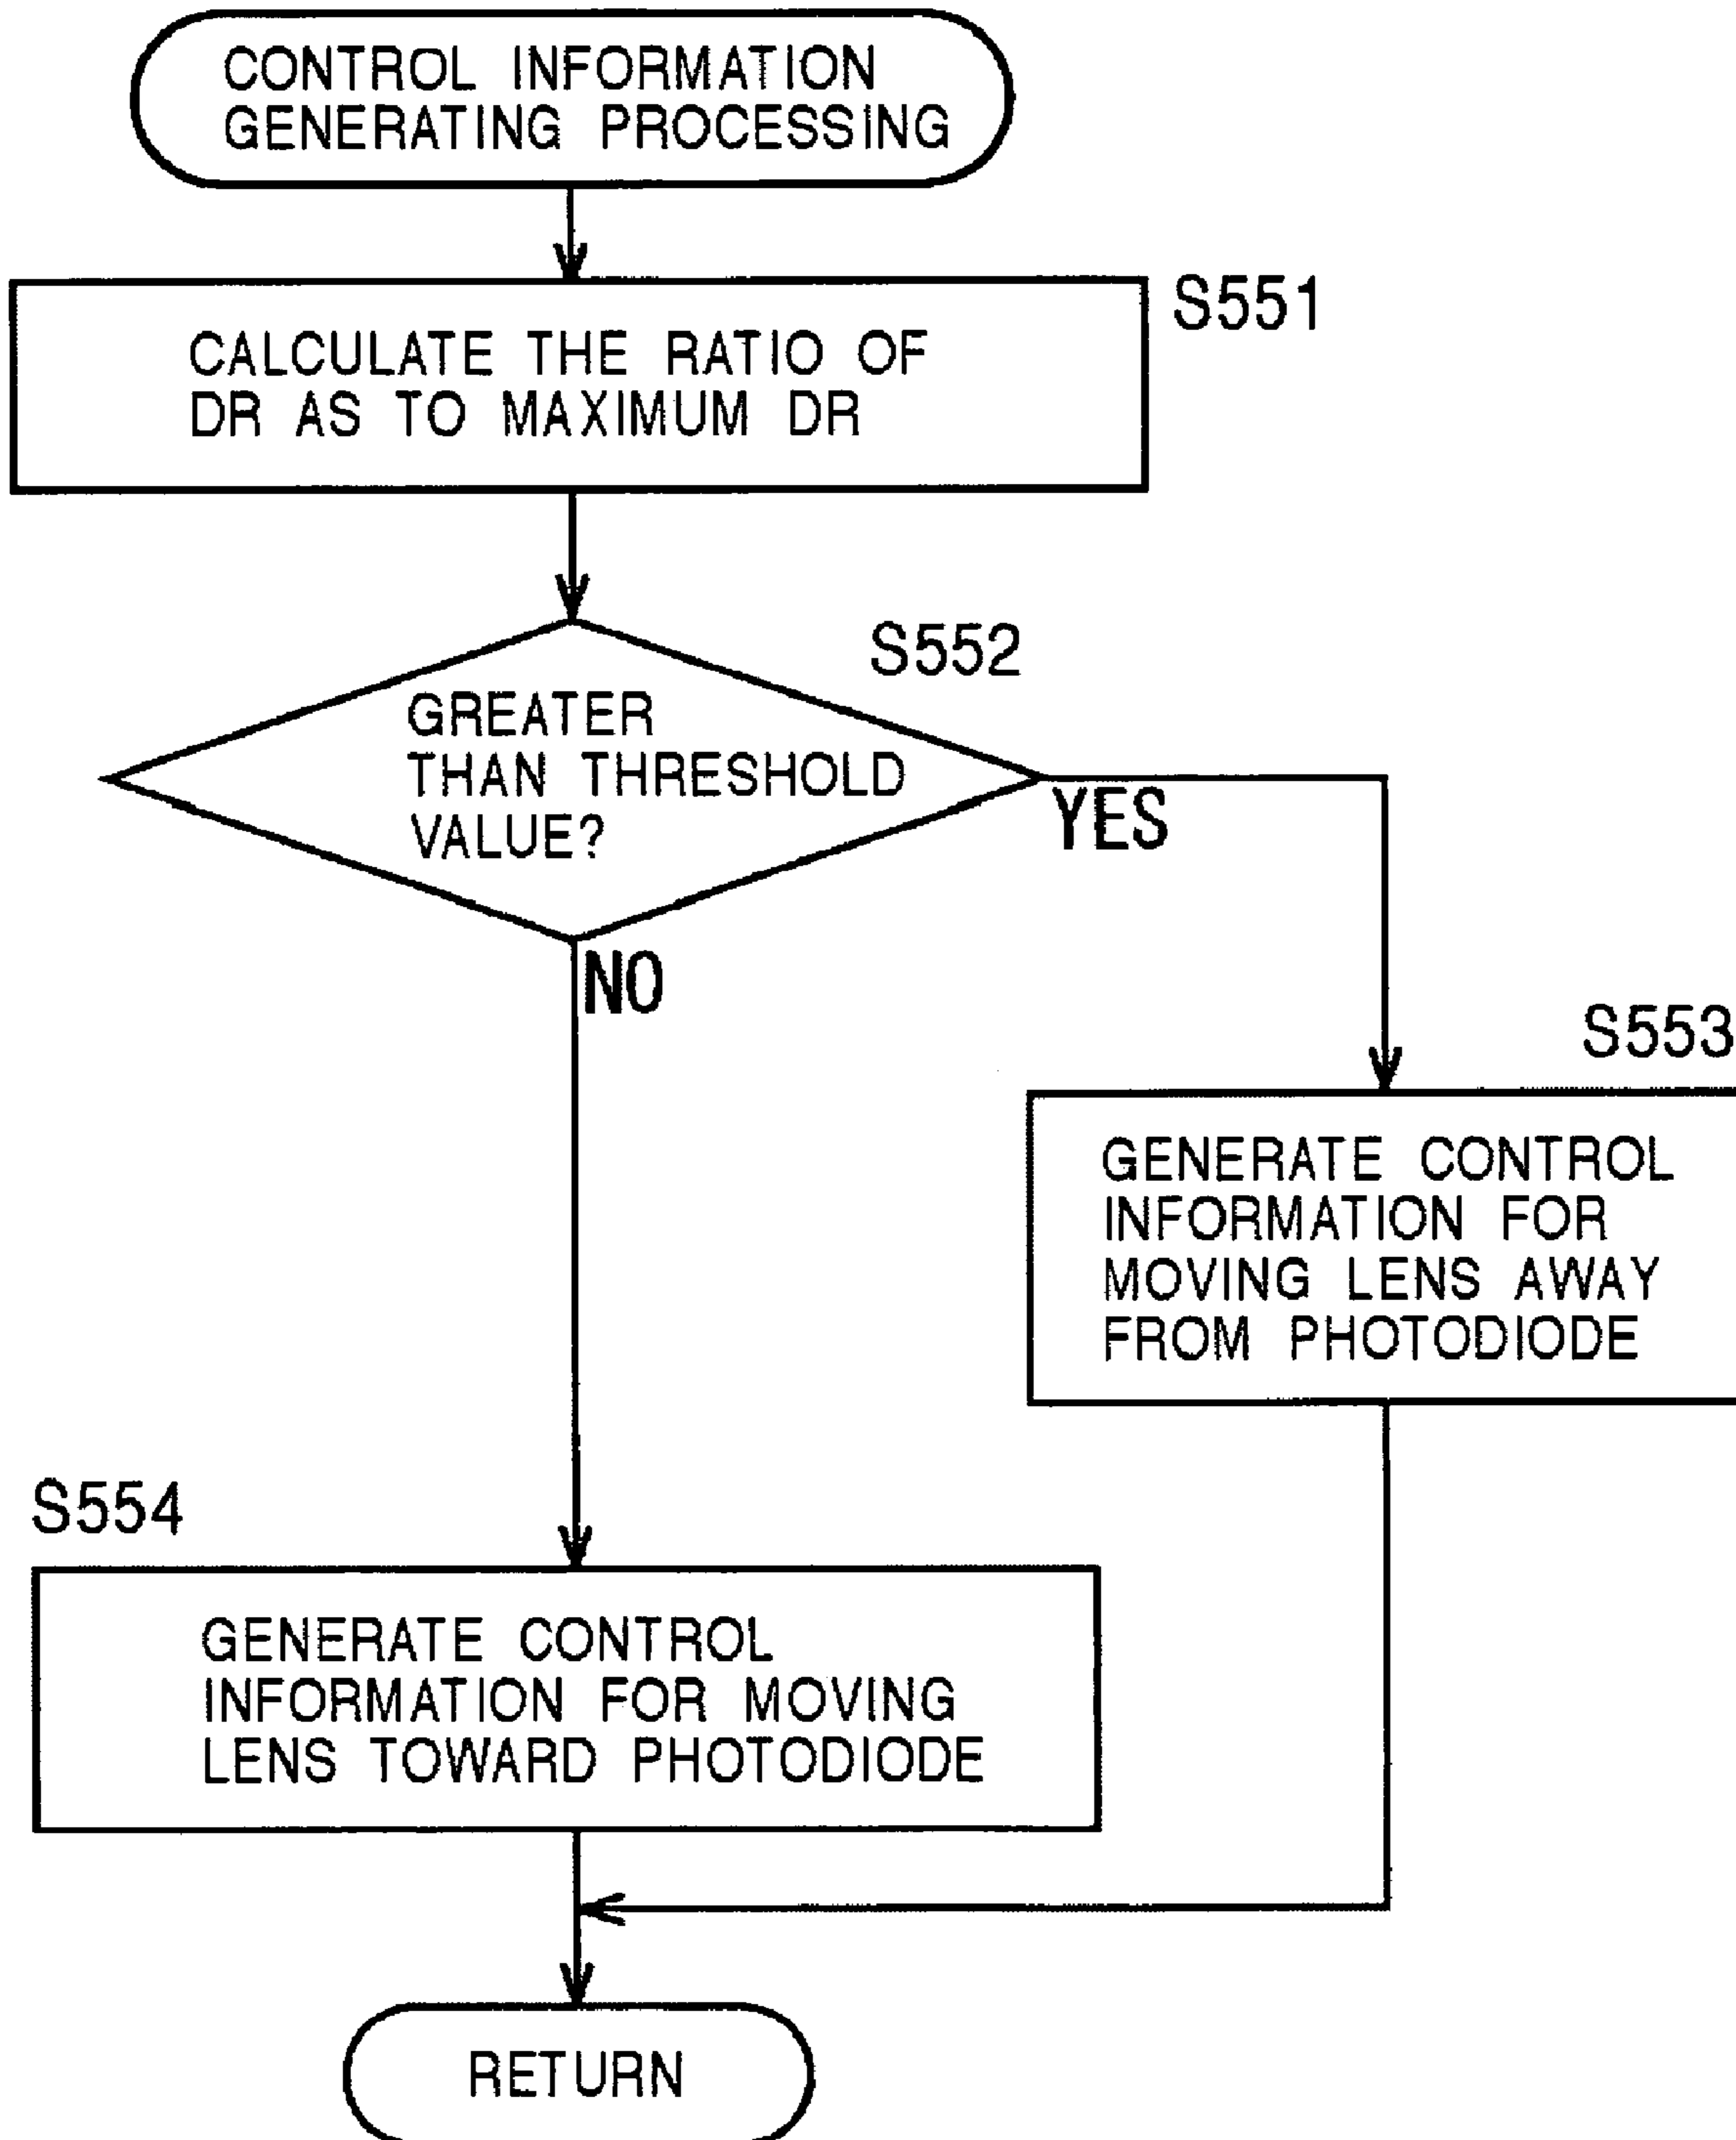 CONTROL INFORMATION
GENERATING PROCESSING
S551
CALCULATE THE RATIO OF
DR AS TO MAXIMUM DR
S552
GREATER
THAN THRESHOLD
VALUE?
YES
NO
S553
GENERATE CONTROL
INFORMATION FOR
MOVING LENS AWAY
FROM PHOTODIODE
S554
GENERATE CONTROL
INFORMATION FOR MOVING
LENS TOWARD PHOTODIODE
RETURN